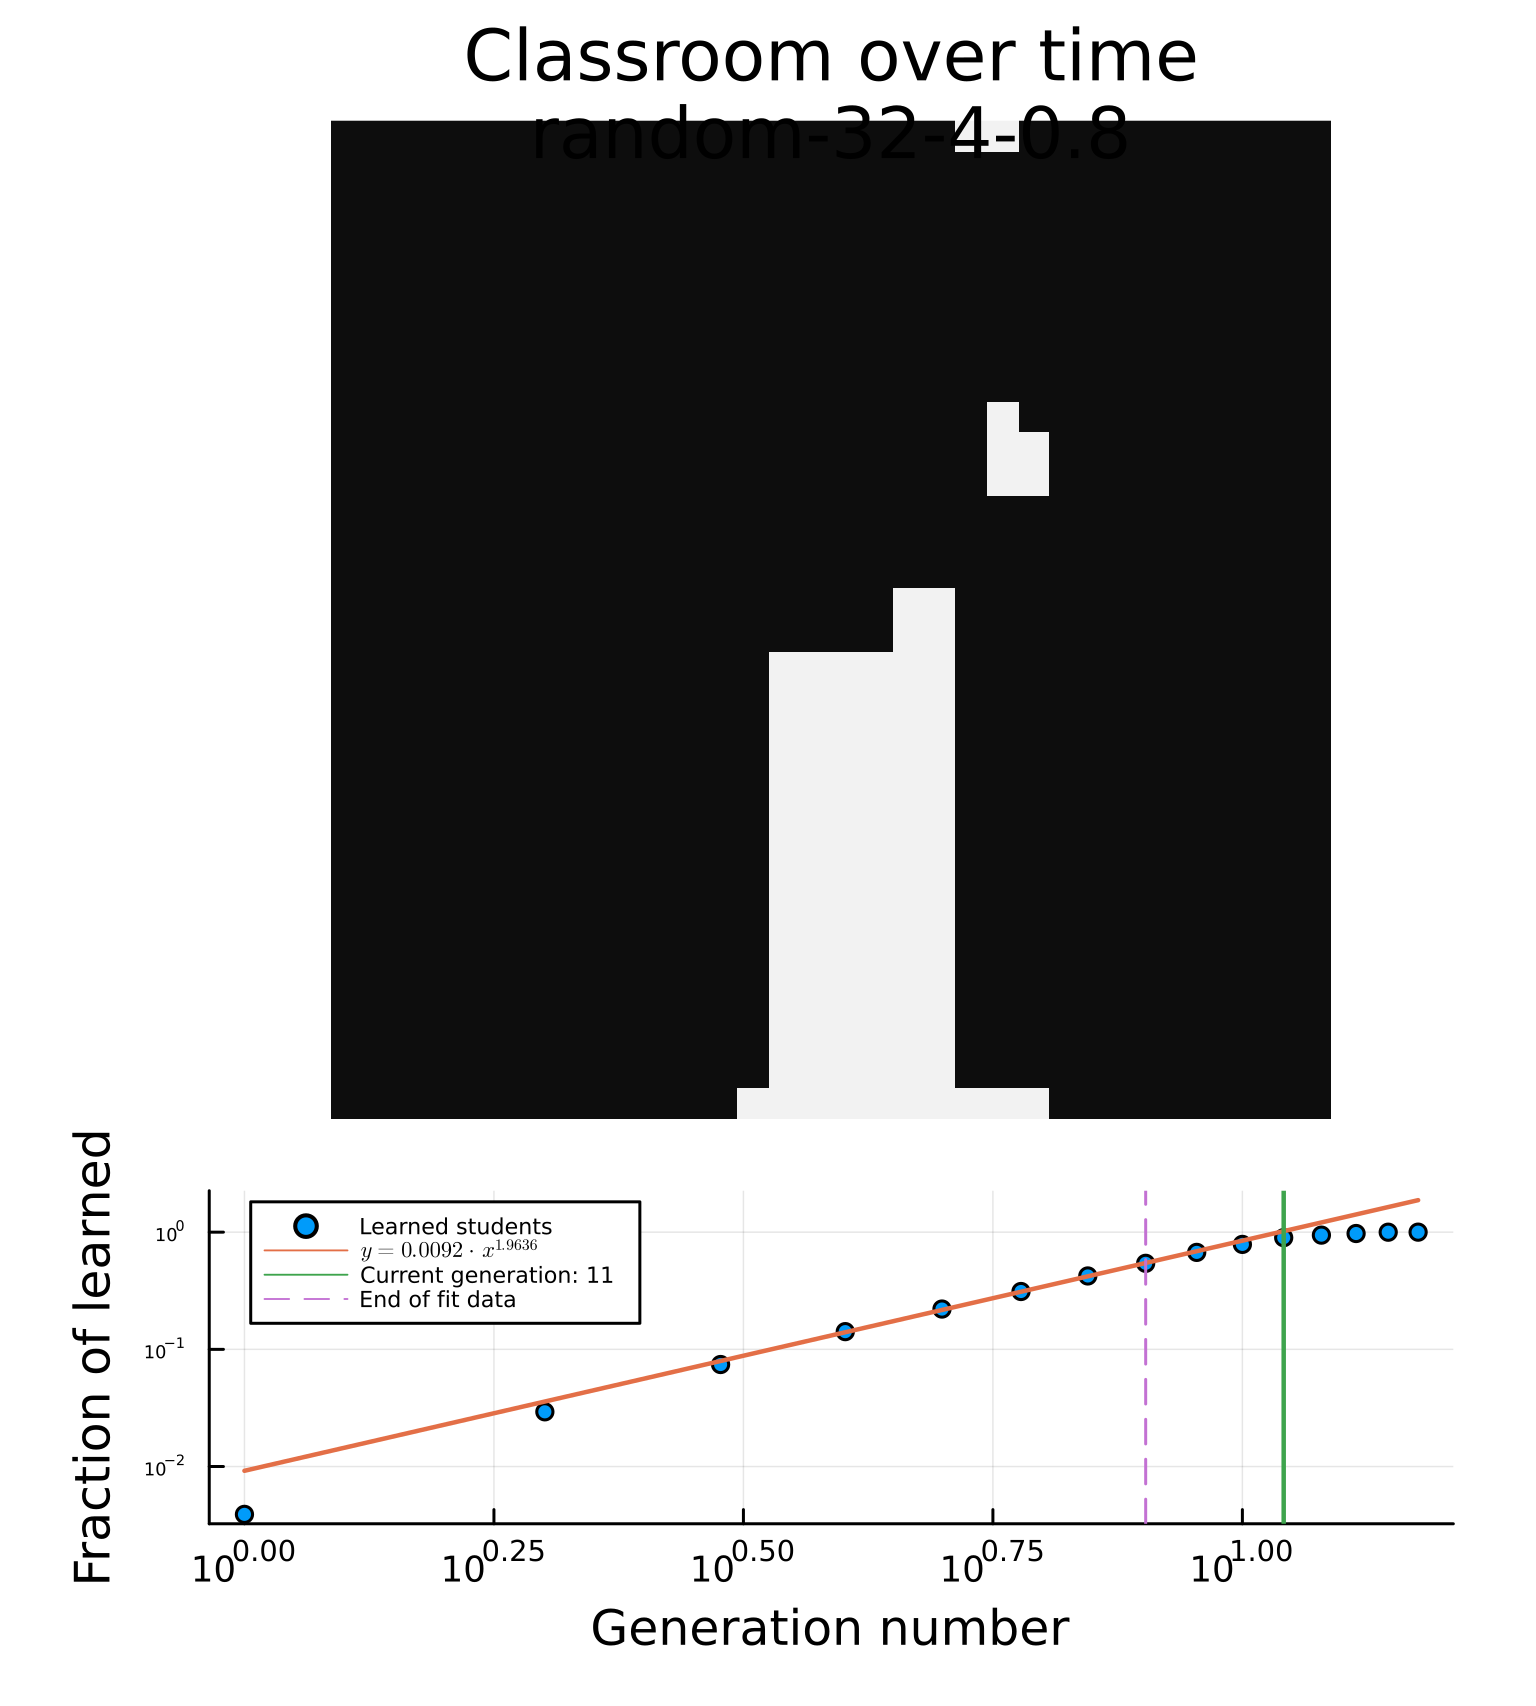 Classroom over time
random-32-4-0.8
Fraction of learned
Learned students
y = 0.0092 · x^1.9636
Current generation: 11
End of fit data
10^0
10^-1
10^-2
10^0.00 10^0.25 10^0.50 10^0.75 10^1.00
Generation number